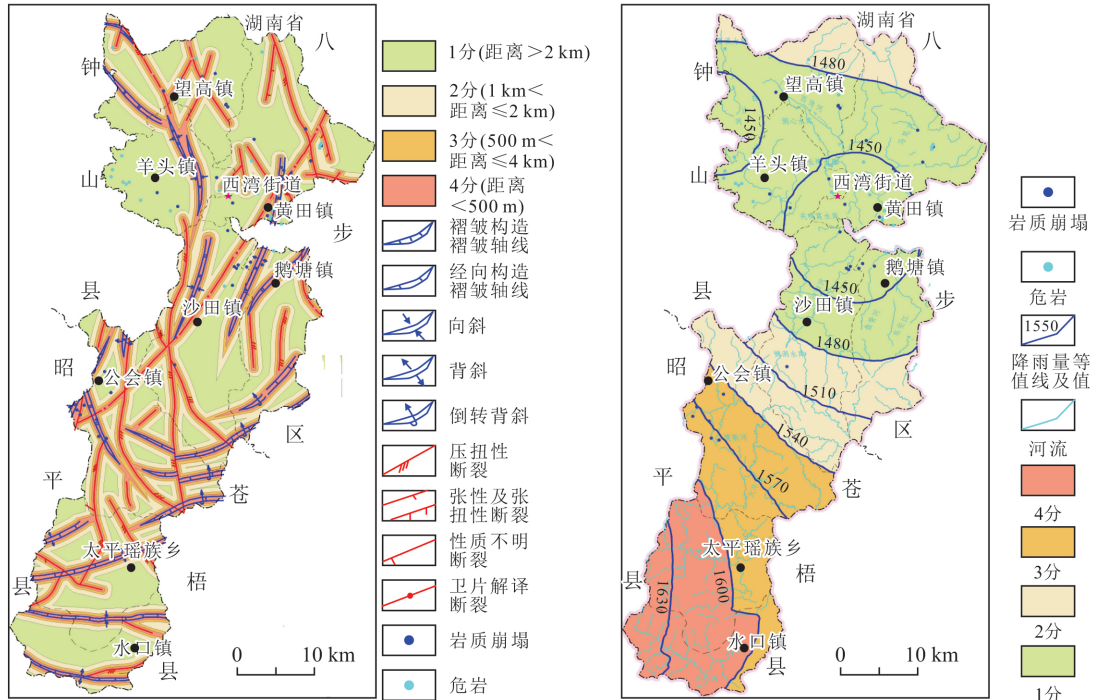 湖南省
八
钟
望高镇
羊头镇
山
西湾街道
黄田镇
步
鹅塘镇
县
沙田镇
昭
公会镇
区
平
苍
太平瑶族乡
县
梧
水口镇
县
0 10 km
1分(距离>2 km)
2分(1 km<
距离≤2 km)
3分(500 m<
距离≤4 km)
4分(距离
<500 m)
褶皱构造
褶皱轴线
经向构造
褶皱轴线
向斜
背斜
倒转背斜
压扭性
断裂
张性及张
扭性断裂
性质不明
断裂
卫片解译
断裂
岩质崩塌
危岩
湖南省
八
1480
钟
望高镇
1450
1450
羊头镇
山
西湾街道
黄田镇
步
鹅塘镇
1450
县
沙田镇
1480
昭
公会镇
1510
区
1540
平
1570
苍
太平瑶族乡
县
1630
1600
梧
水口镇
县
0 10 km
岩质崩塌
危岩
1550
降雨量等
值线及值
河流
4分
3分
2分
1分